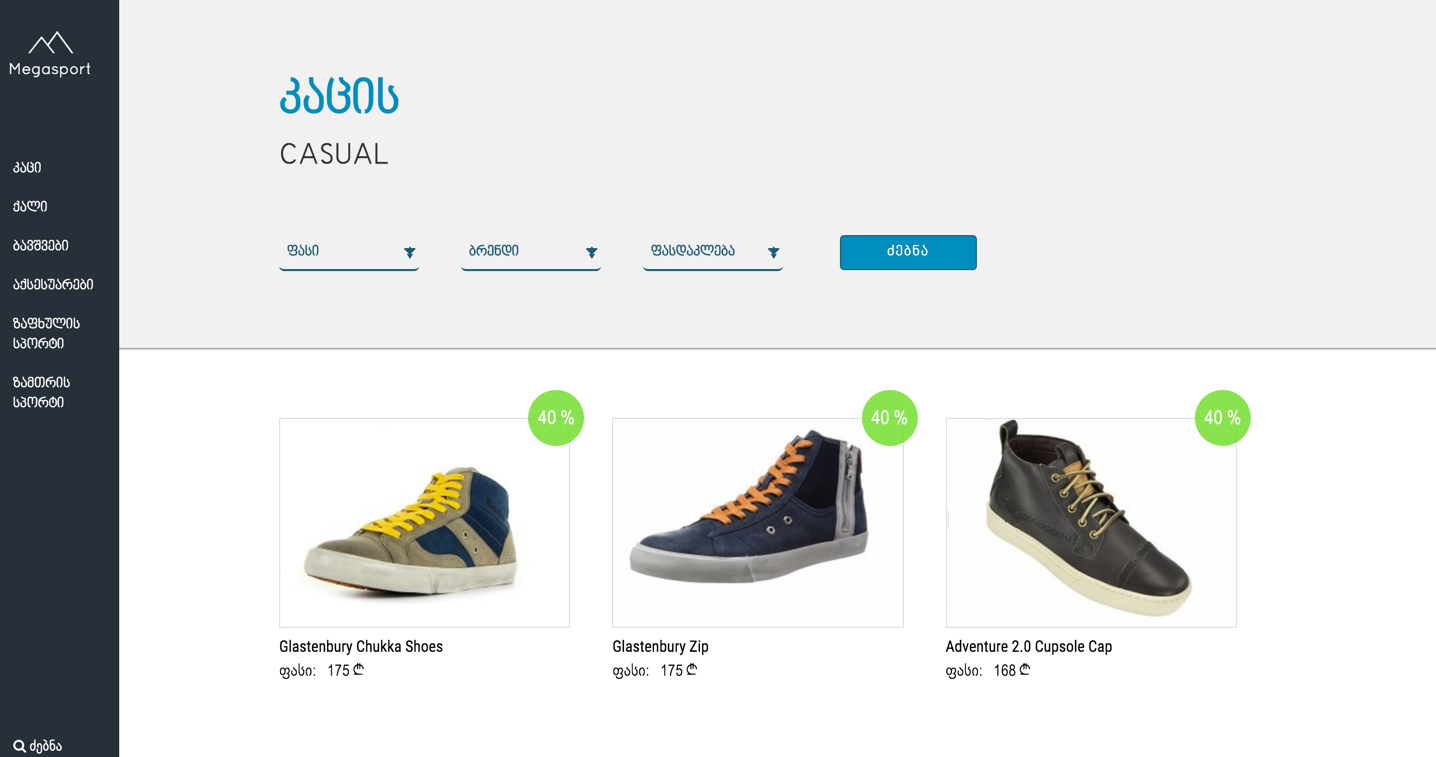 Megasport
კაცი
ქალი
ბავშვები
აქსესუარები
ზაფხულის
სპორტი
ზამთრის
სპორტი
ძებნა
კაცის
CASUAL
ფასი
ბრენდი
ფასდაკლება
ძებნა
40 %
40 %
40 %
Glastenbury Chukka Shoes
ფასი: 175 ₾
Glastenbury Zip
ფასი: 175 ₾
Adventure 2.0 Cupsole Cap
ფასი: 168 ₾